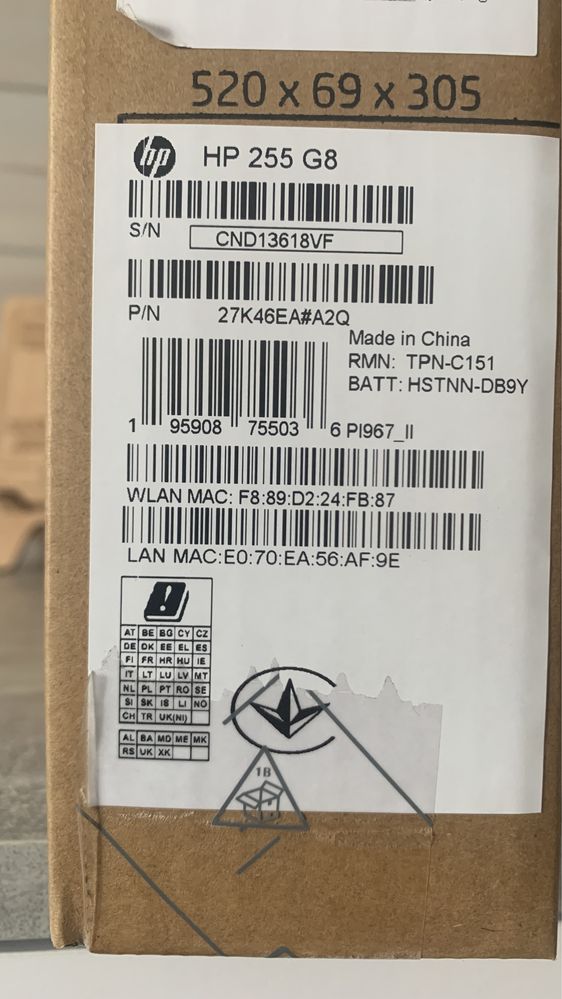 520 x 69 x 305
hp HP 255 G8
S/N CND13618VF
P/N 27K46EA#A2Q
Made in China
RMN: TPN-C151
BATT: HSTNN-DB9Y
1 95908 75503 6 PI967_II
WLAN MAC: F8:89:D2:24:FB:87
LAN MAC:E0:70:EA:56:AF:9E
AT BE BG CY CZ
DE DK EE EL ES
FI FR HR HU IE
IT LT LU LV MT
NL PL PT RO SE
SI SK IS LI NO
CH TR UK(NI)
AL BA MD ME MK
RS UK XK
1B